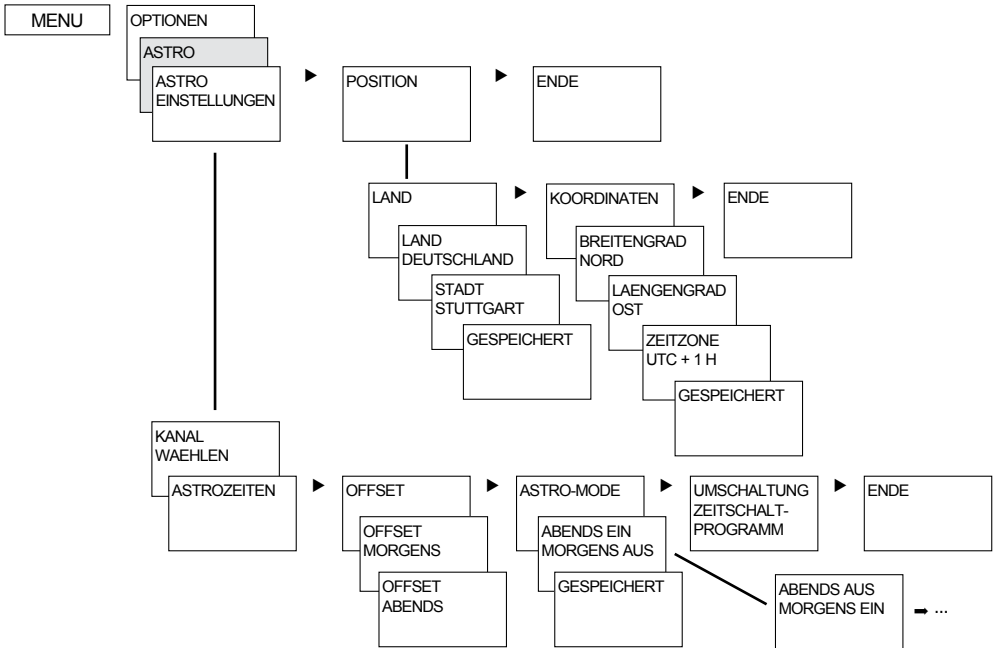 MENU
OPTIONEN
ASTRO
ASTRO
EINSTELLUNGEN
►
POSITION
►
ENDE
LAND
LAND
DEUTSCHLAND
STADT
STUTTGART
GESPEICHERT
►
KOORDINATEN
BREITENGRAD
NORD
LAENGENGRAD
OST
ZEITZONE
UTC + 1 H
GESPEICHERT
►
ENDE
KANAL
WAEHLEN
ASTROZEITEN
►
OFFSET
OFFSET
MORGENS
OFFSET
ABENDS
►
ASTRO-MODE
ABENDS EIN
MORGENS AUS
GESPEICHERT
►
UMSCHALTUNG
ZEITSCHALT-
PROGRAMM
►
ENDE
ABENDS AUS
MORGENS EIN
➡ ...